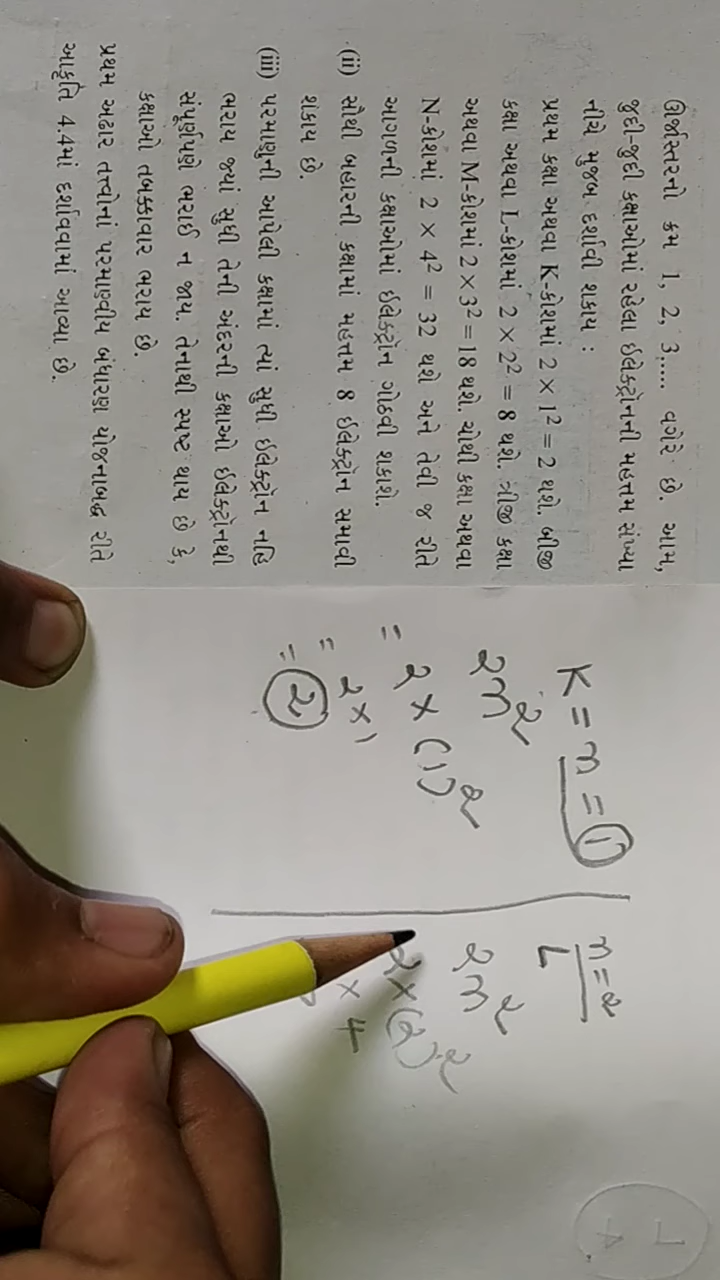 ઊર્જાસ્તરનો ક્રમ 1, 2, 3..... વગેરે છે. આમ,
જુદી-જુદી કક્ષાઓમાં રહેલા ઇલેક્ટ્રોનની મહત્તમ સંખ્યા
નીચે મુજબ દર્શાવી શકાય :
પ્રથમ કક્ષા અથવા K-કોશમાં 2 × 1² = 2 થશે. બીજી
કક્ષા અથવા L-કોશમાં 2 × 2² = 8 થશે. ત્રીજી કક્ષા
અથવા M-કોશમાં 2 × 3² = 18 થશે. ચોથી કક્ષા અથવા
N-કોશમાં 2 × 4² = 32 થશે અને તેવી જ રીતે
આગળની કક્ષાઓમાં ઇલેક્ટ્રોન ગોઠવી શકાશે.
(ii) સૌથી બહારની કક્ષામાં મહત્તમ 8 ઇલેક્ટ્રોન સમાવી
શકાય છે.
(iii) પરમાણુની આપેલી કક્ષામાં ત્યાં સુધી ઇલેક્ટ્રોન નહિ
ભરાય જ્યાં સુધી તેની અંદરની કક્ષાઓ ઇલેક્ટ્રોનથી
સંપૂર્ણપણે ભરાઈ ન જાય. તેનાથી સ્પષ્ટ થાય છે કે,
કક્ષાઓ તબક્કાવાર ભરાય છે.
પ્રથમ અઢાર તત્ત્વોનાં પરમાણ્વીય બંધારણ યોજનાબદ્ધ રીતે
આકૃતિ 4.4માં દર્શાવવામાં આવ્યા છે.
K = n = 1
2n²
= 2 × (1)²
= 2 × 1
= 2
n = 2
L
2n²
2 × (2)²
× 4